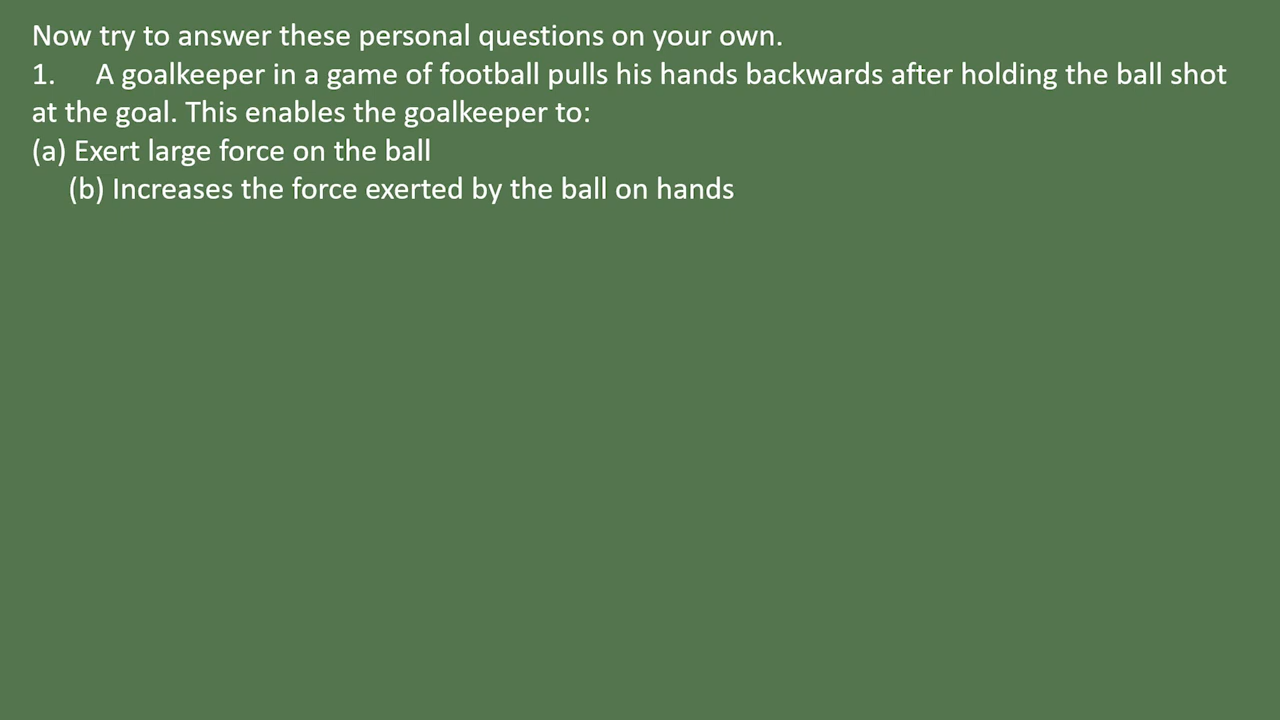 Now try to answer these personal questions on your own.
1. A goalkeeper in a game of football pulls his hands backwards after holding the ball shot
at the goal. This enables the goalkeeper to:
(a) Exert large force on the ball
(b) Increases the force exerted by the ball on hands